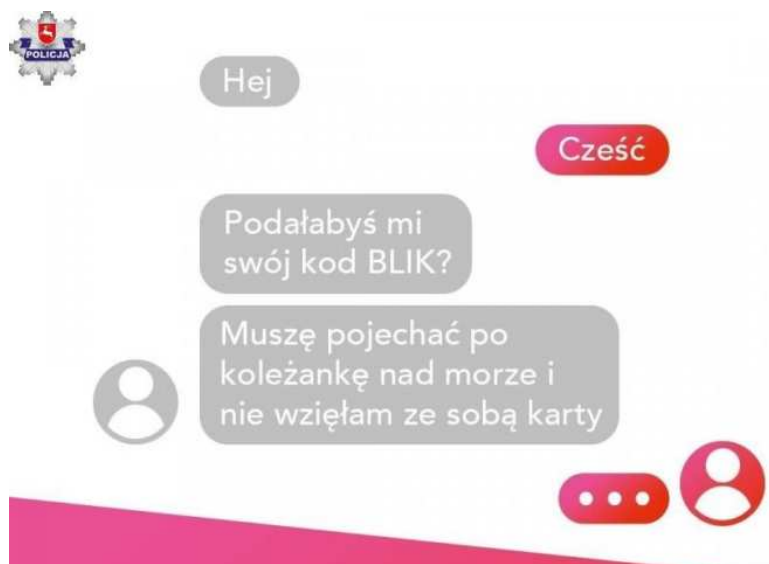 POLICJA
Hej
Cześć
Podałabyś mi
swój kod BLIK?
Muszę pojechać po
koleżankę nad morze i
nie wzięłam ze sobą karty